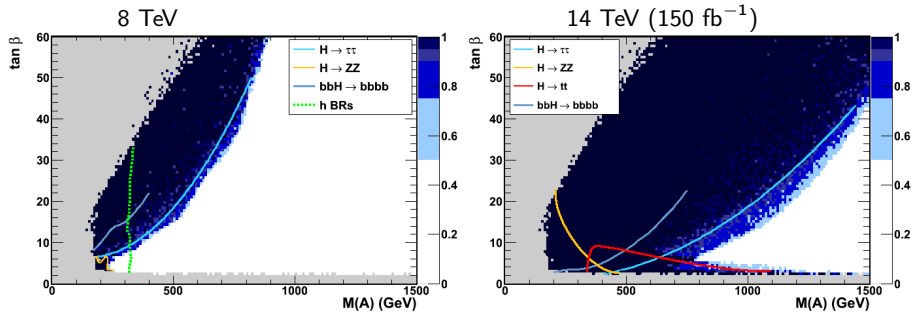 8 TeV
14 TeV (150 fb⁻¹)
tan β
60
50
40
30
20
10
0
0
500
1000
1500
M(A) (GeV)
H → ττ
H → ZZ
bbH → bbbb
h BRs
1
0.8
0.6
0.4
0.2
0
tan β
60
50
40
30
20
10
0
0
500
1000
1500
M(A) (GeV)
H → ττ
H → ZZ
H → tt
bbH → bbbb
1
0.8
0.6
0.4
0.2
0